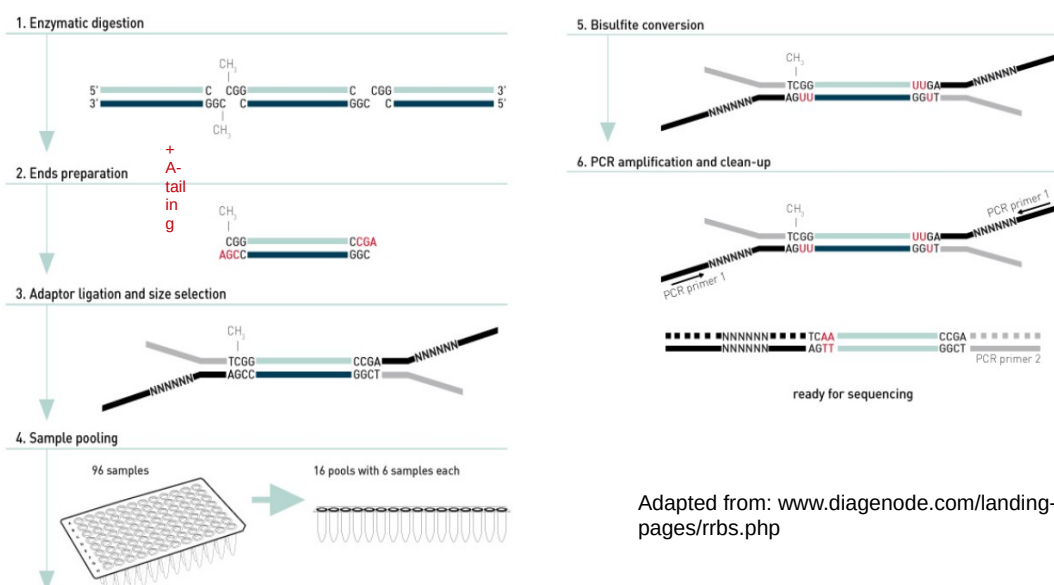 1. Enzymatic digestion
CH3
5' C CGG C CGG 3'
3' GGC C GGC C 5'
CH3
+
A-
tail
in
g
2. Ends preparation
CH3
CGG CCGA
AGCC GGC
3. Adaptor ligation and size selection
CH3
NNNNNN
TCGG CCGA
AGCC GGCT
NNNNNN
4. Sample pooling
96 samples 16 pools with 6 samples each
5. Bisulfite conversion
CH3
NNNNNN
TCGG UUGA
AGUU GGUT
NNNNNN
6. PCR amplification and clean-up
PCR primer 1
CH3
NNNNNN
TCGG UUGA
AGUU GGUT
NNNNNN
PCR primer 1
NNNNNN TCAA CCGA
NNNNNN AGTT GGCT
PCR primer 2
ready for sequencing
Adapted from: www.diagenode.com/landing-
pages/rrbs.php